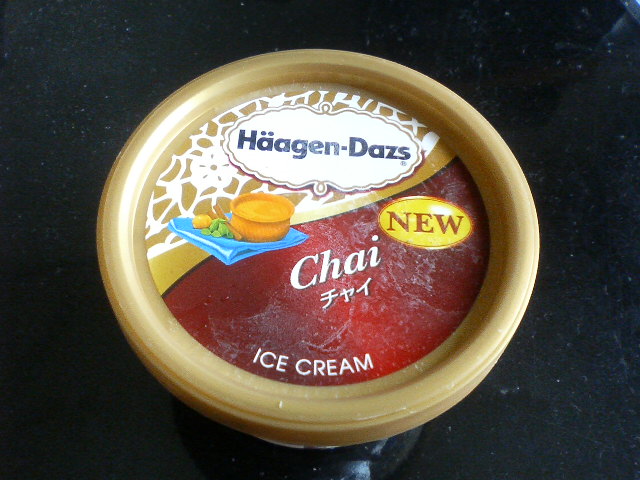 Häagen-Dazs®
NEW
Chai
チャイ
ICE CREAM